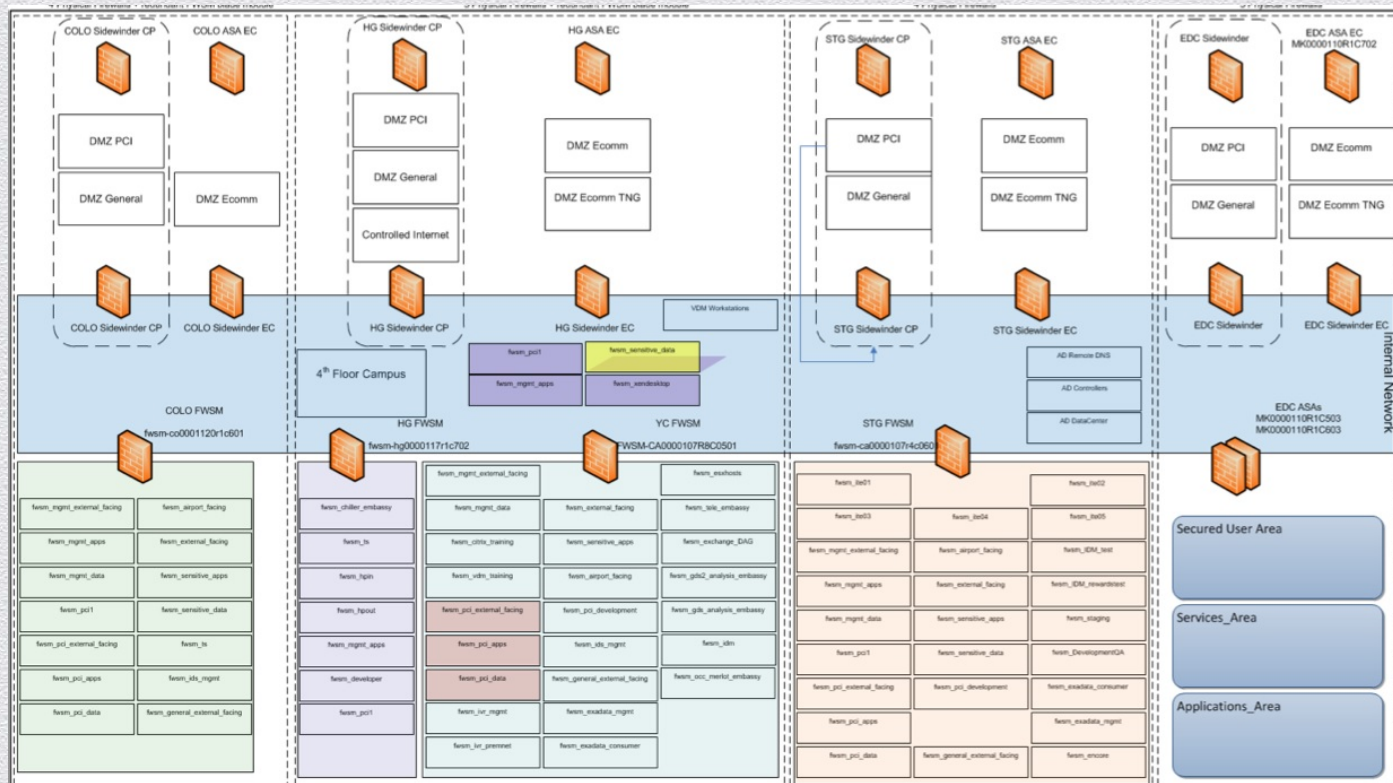 COLO Sidewinder CP
COLO ASA EC
HG Sidewinder CP
HG ASA EC
STG Sidewinder CP
STG ASA EC
EDC Sidewinder
EDC ASA EC
MK0000110R1C702
DMZ PCI
DMZ General
DMZ Ecomm
DMZ PCI
DMZ General
Controlled Internet
DMZ Ecomm
DMZ Ecomm TNG
DMZ PCI
DMZ General
DMZ Ecomm
DMZ Ecomm TNG
DMZ PCI
DMZ General
DMZ Ecomm
DMZ Ecomm TNG
COLO Sidewinder CP
COLO Sidewinder EC
HG Sidewinder CP
HG Sidewinder EC
VDM Workstations
STG Sidewinder CP
STG Sidewinder EC
EDC Sidewinder
EDC Sidewinder EC
Internal Network
4th Floor Campus
fwsm_pci1
fwsm_sensitive_data
fwsm_mgmt_apps
fwsm_xendesktop
AD Remote DNS
AD Controllers
AD DataCenter
COLO FWSM
fwsm-co0001120r1c601
HG FWSM
fwsm-hg0000117r1c702
YC FWSM
FWSM-CA0000107R8C0501
STG FWSM
EDC ASAs
MK0000110R1C503
MK0000110R1C603
fwsm_mgmt_external_facing
fwsm_airport_facing
fwsm_mgmt_apps
fwsm_external_facing
fwsm_mgmt_data
fwsm_sensitive_apps
fwsm_pci1
fwsm_sensitive_data
fwsm_pci_external_facing
fwsm_ts
fwsm_pci_apps
fwsm_ids_mgmt
fwsm_pci_data
fwsm_general_external_facing
fwsm_chiller_embassy
fwsm_ts
fwsm_hpin
fwsm_hpout
fwsm_mgmt_apps
fwsm_developer
fwsm_pci1
fwsm_mgmt_external_facing
fwsm_esxhosts
fwsm_mgmt_data
fwsm_external_facing
fwsm_tele_embassy
fwsm_citrix_training
fwsm_sensitive_apps
fwsm_exchange_DAG
fwsm_vdm_training
fwsm_airport_facing
fwsm_gds2_analysis_embassy
fwsm_pci_external_facing
fwsm_pci_development
fwsm_gds_analysis_embassy
fwsm_pci_apps
fwsm_ids_mgmt
fwsm_idm
fwsm_pci_data
fwsm_general_external_facing
fwsm_occ_merlot_embassy
fwsm_ivr_mgmt
fwsm_exadata_mgmt
fwsm_ivr_premnet
fwsm_exadata_consumer
fwsm_ite01
fwsm_ite02
fwsm_ite03
fwsm_ite04
fwsm_ite05
fwsm_mgmt_external_facing
fwsm_airport_facing
fwsm_IDM_test
fwsm_mgmt_apps
fwsm_external_facing
fwsm_IDM_rewardstest
fwsm_mgmt_data
fwsm_sensitive_apps
fwsm_staging
fwsm_pci1
fwsm_sensitive_data
fwsm_DevelopmentQA
fwsm_pci_external_facing
fwsm_pci_development
fwsm_exadata_consumer
fwsm_pci_apps
fwsm_exadata_mgmt
fwsm_pci_data
fwsm_general_external_facing
fwsm_encore
Secured User Area
Services_Area
Applications_Area